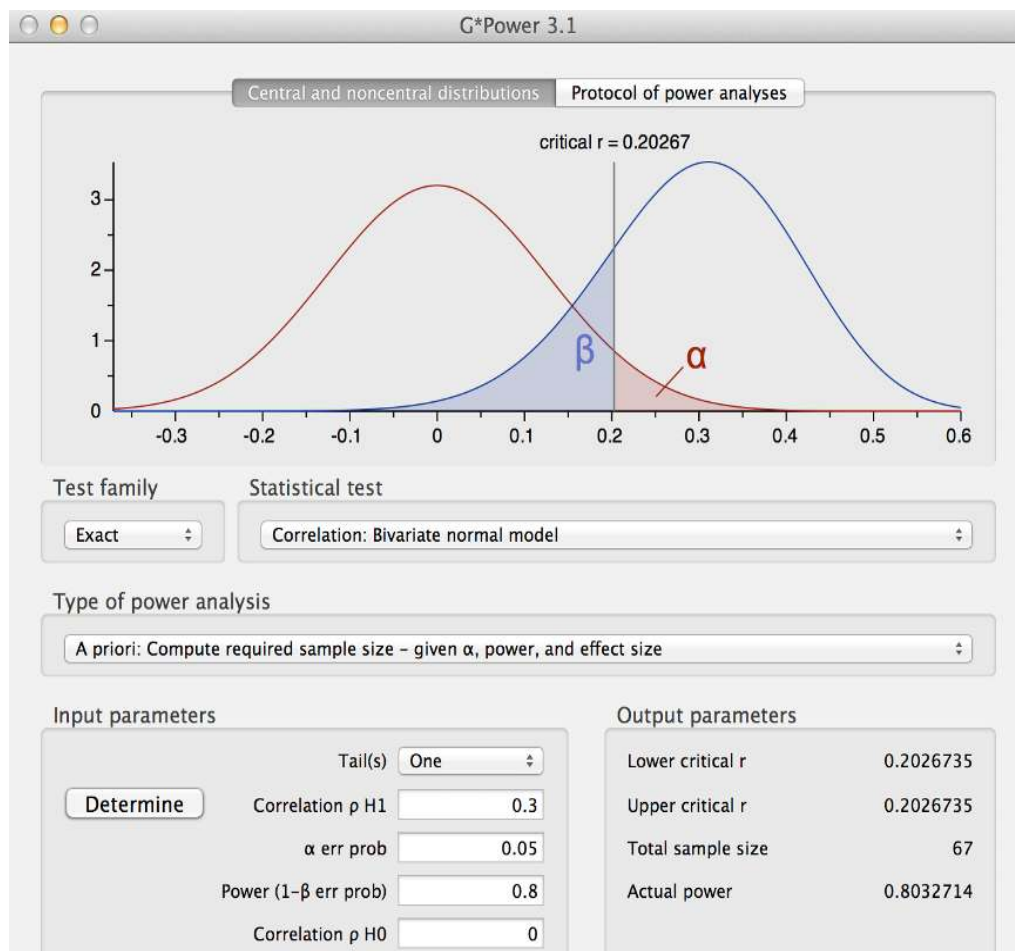 G*Power 3.1
Central and noncentral distributions
Protocol of power analyses
critical r = 0.20267
3
2
1
0
β
α
-0.3 -0.2 -0.1 0 0.1 0.2 0.3 0.4 0.5 0.6
Test family
Statistical test
Exact
Correlation: Bivariate normal model
Type of power analysis
A priori: Compute required sample size – given α, power, and effect size
Input parameters
Tail(s) One
Determine
Correlation ρ H1 0.3
α err prob 0.05
Power (1-β err prob) 0.8
Correlation ρ H0 0
Output parameters
Lower critical r 0.2026735
Upper critical r 0.2026735
Total sample size 67
Actual power 0.8032714